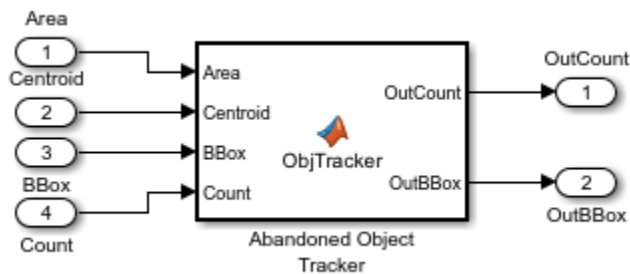 Area
1
Centroid
2
3
BBox
4
Count
Area
Centroid
BBox
Count
ObjTracker
OutCount
OutBBox
Abandoned Object
Tracker
OutCount
1
2
OutBBox